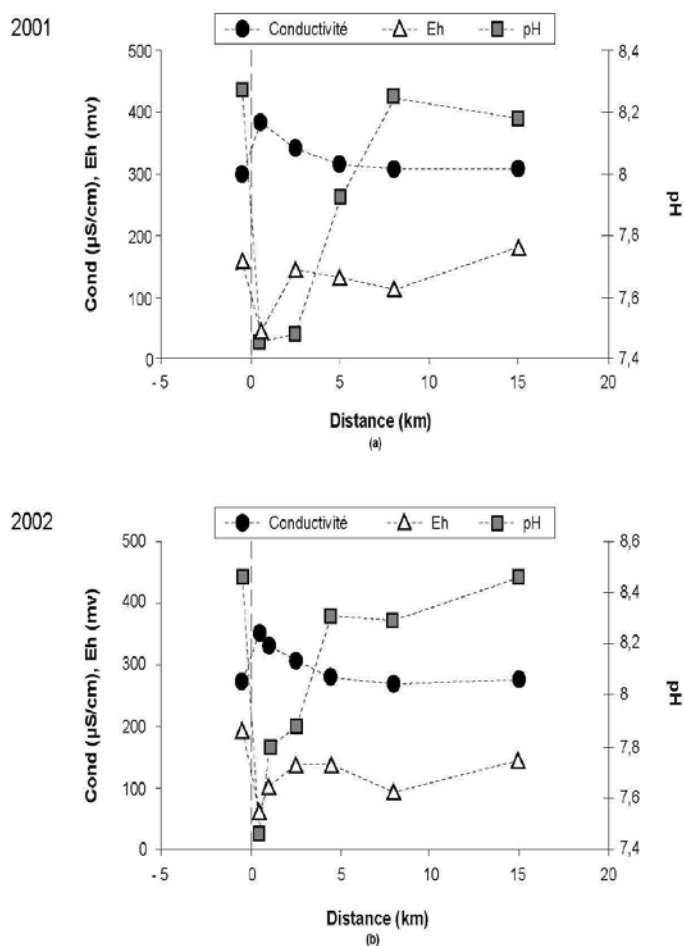 2001
Conductivité Eh pH
500 8,4
400 8,2
300 8
200 7,8
100 7,6
0 7,4
Cond (µS/cm), Eh (mv)
pH
- 5 0 5 10 15 20
Distance (km)
(a)
2002
Conductivité Eh pH
500 8,6
8,4
400
8,2
300
8
200
7,8
100
7,6
0 7,4
Cond (µS/cm), Eh (mv)
pH
- 5 0 5 10 15 20
Distance (km)
(b)